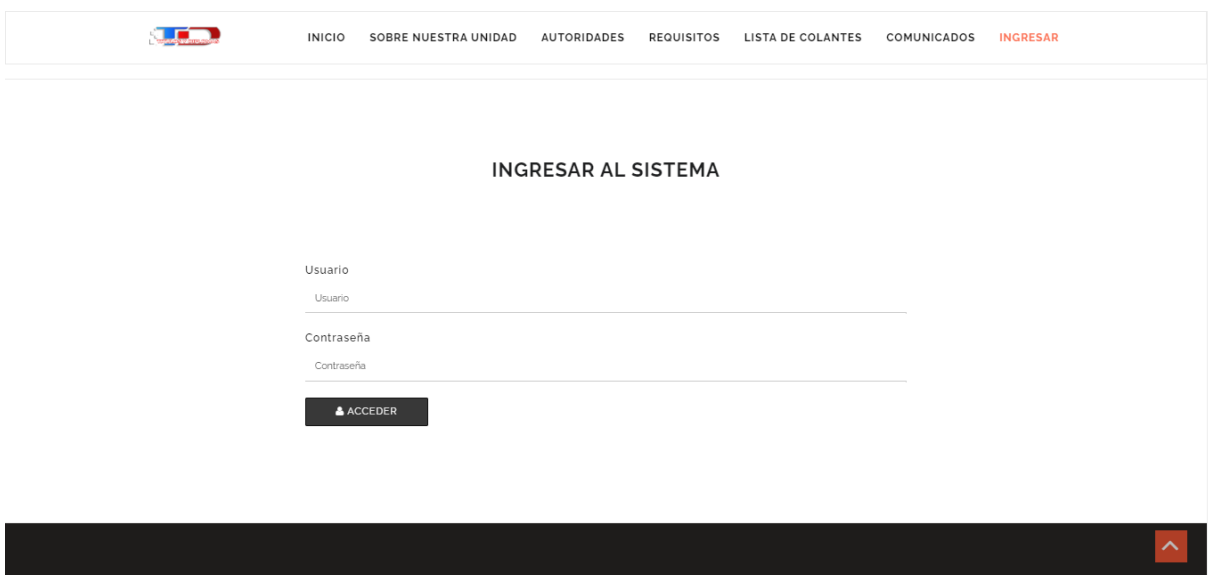 INICIO SOBRE NUESTRA UNIDAD AUTORIDADES REQUISITOS LISTA DE COLANTES COMUNICADOS INGRESAR
INGRESAR AL SISTEMA
Usuario
Usuario
Contraseña
Contraseña
ACCEDER